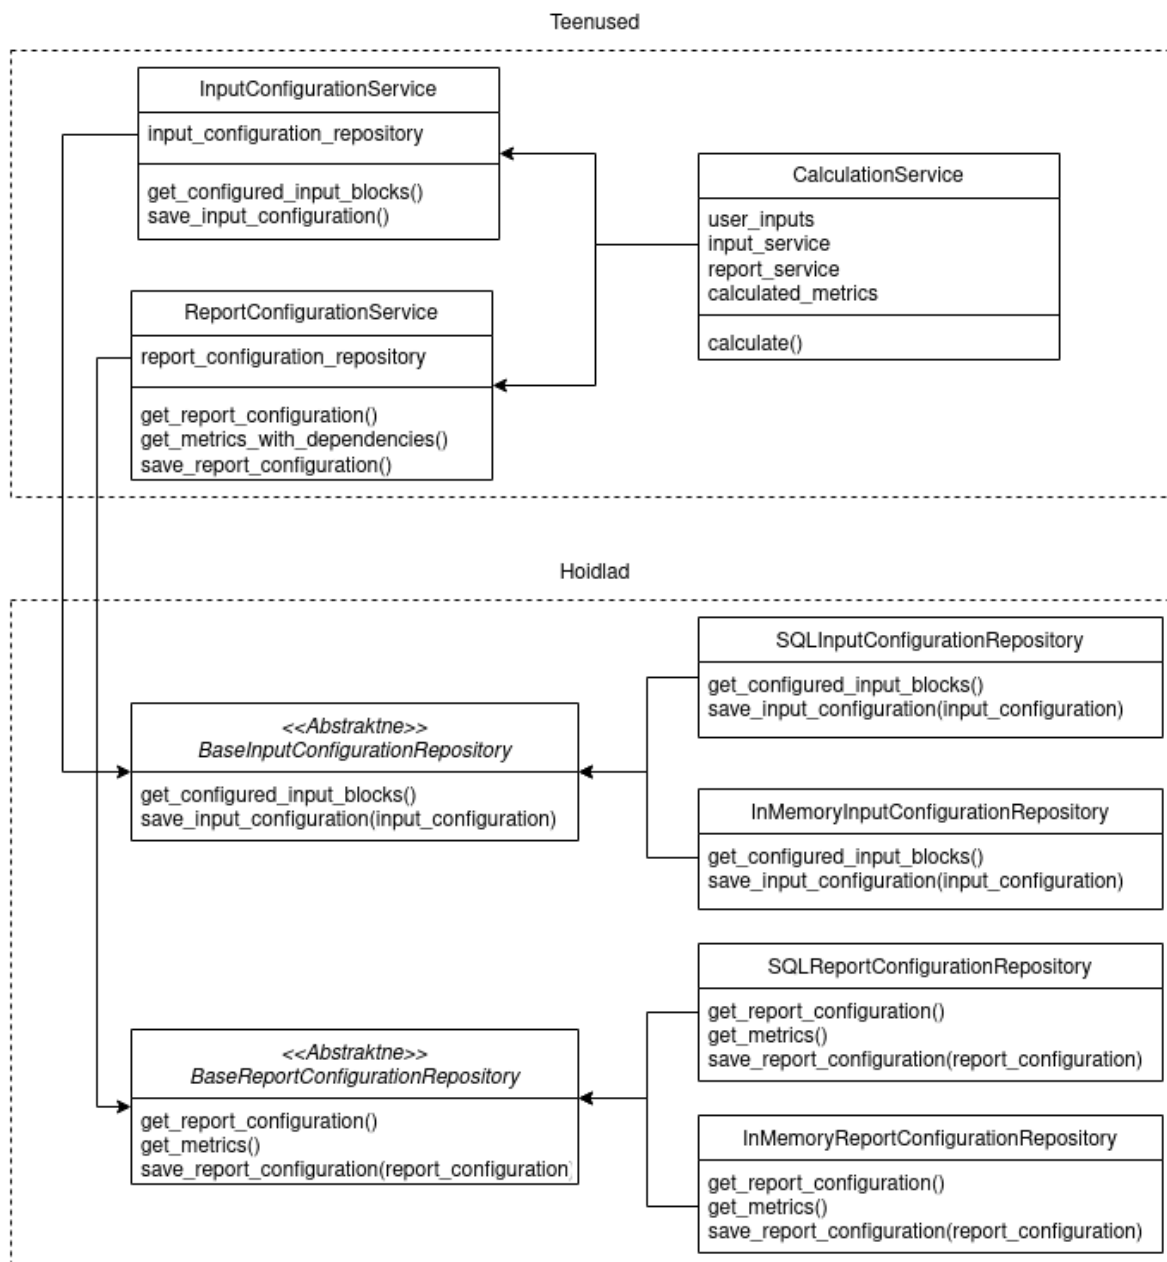 Teenused
InputConfigurationService
input_configuration_repository
get_configured_input_blocks()
save_input_configuration()
CalculationService
user_inputs
input_service
report_service
calculated_metrics
calculate()
ReportConfigurationService
report_configuration_repository
get_report_configuration()
get_metrics_with_dependencies()
save_report_configuration()
Hoidlad
SQLInputConfigurationRepository
get_configured_input_blocks()
save_input_configuration(input_configuration)
<<Abstraktne>>
BaseInputConfigurationRepository
get_configured_input_blocks()
save_input_configuration(input_configuration)
InMemoryInputConfigurationRepository
get_configured_input_blocks()
save_input_configuration(input_configuration)
SQLReportConfigurationRepository
get_report_configuration()
get_metrics()
save_report_configuration(report_configuration)
<<Abstraktne>>
BaseReportConfigurationRepository
get_report_configuration()
get_metrics()
save_report_configuration(report_configuration)
InMemoryReportConfigurationRepository
get_report_configuration()
get_metrics()
save_report_configuration(report_configuration)